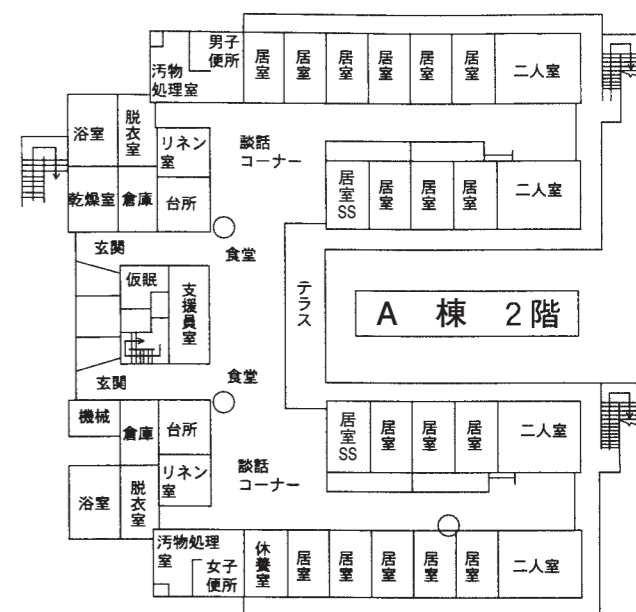 男子
便所
汚物
処理室
居室
居室
居室
居室
居室
居室
二人室
浴室
脱衣室
リネン
室
談話
コーナー
居室
SS
居室
居室
居室
二人室
乾燥室
倉庫
台所
玄関
食堂
仮眠
支援員室
テラス
A 棟 2階
玄関
食堂
機械
倉庫
台所
居室
SS
居室
居室
居室
二人室
リネン
室
談話
コーナー
浴室
脱衣室
汚物処理
室
女子
便所
休養室
居室
居室
居室
居室
居室
二人室